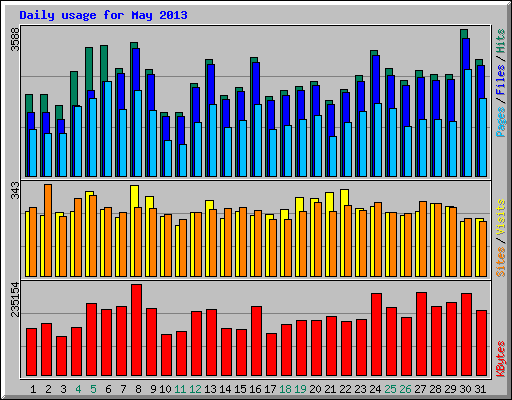 Daily usage for May 2013
3588
Pages / Files / Hits
343
Sites / Visits
235154
KBytes
1 2 3 4 5 6 7 8 9 10 11 12 13 14 15 16 17 18 19 20 21 22 23 24 25 26 27 28 29 30 31